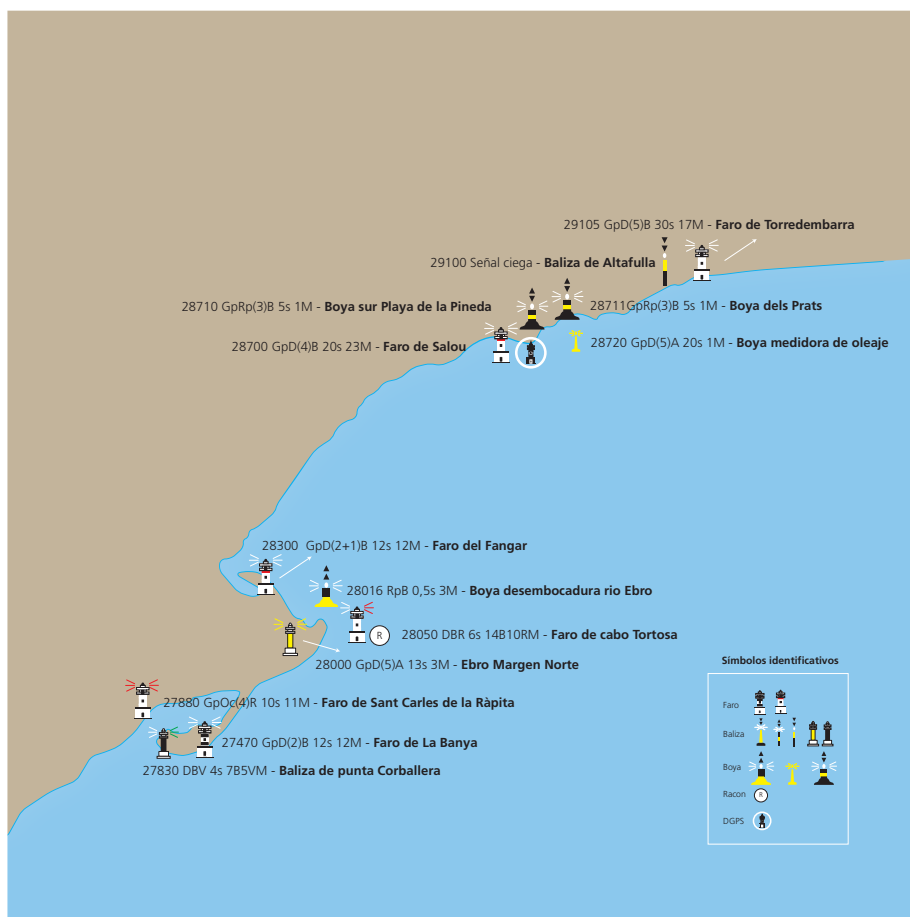 29105 GpD(5)B 30s 17M - Faro de Torredembarra
29100 Señal ciega - Baliza de Altafulla
28710 GpRp(3)B 5s 1M - Boya sur Playa de la Pineda
28711GpRp(3)B 5s 1M - Boya dels Prats
28700 GpD(4)B 20s 23M - Faro de Salou
28720 GpD(5)A 20s 1M - Boya medidora de oleaje
28300 GpD(2+1)B 12s 12M - Faro del Fangar
28016 RpB 0,5s 3M - Boya desembocadura rio Ebro
R
28050 DBR 6s 14B10RM - Faro de cabo Tortosa
28000 GpD(5)A 13s 3M - Ebro Margen Norte
27880 GpOc(4)R 10s 11M - Faro de Sant Carles de la Ràpita
27470 GpD(2)B 12s 12M - Faro de La Banya
27830 DBV 4s 7B5VM - Baliza de punta Corballera
Símbolos identificativos
Faro
Baliza
Boya
Racon
R
DGPS